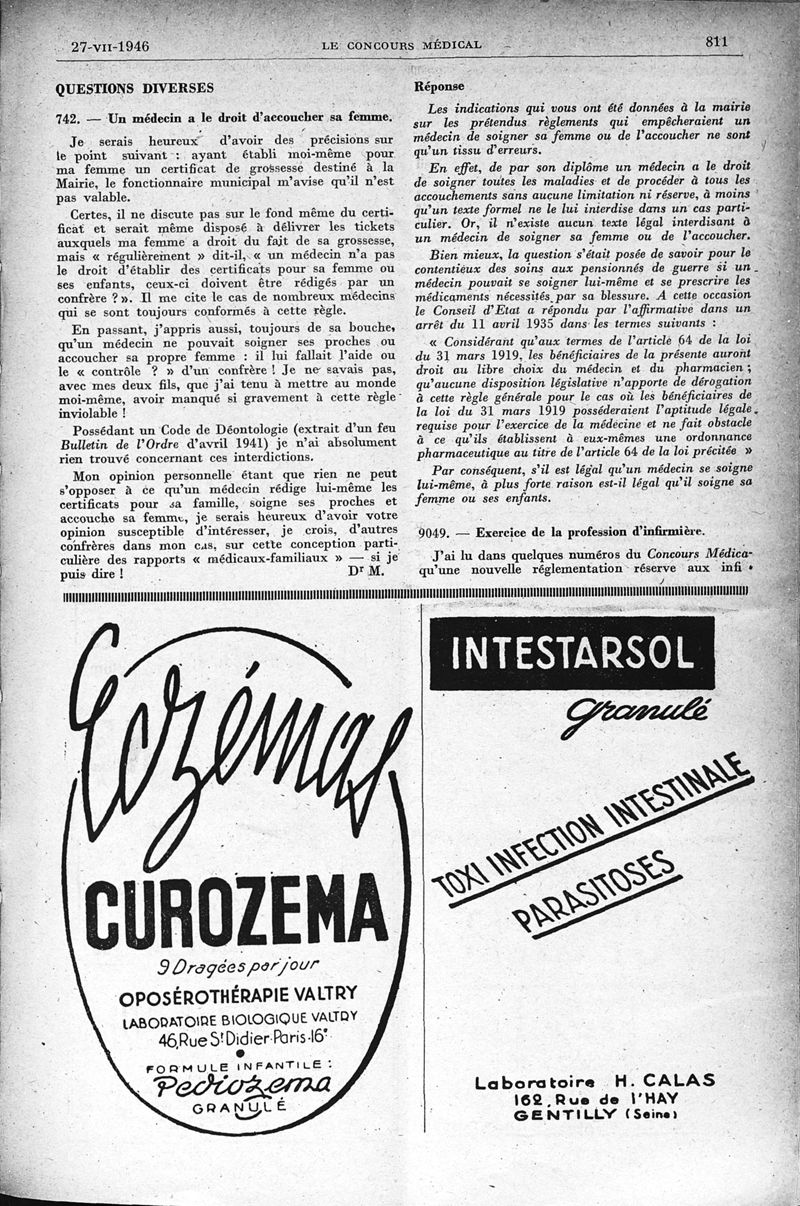 27-VII-1946
LE CONCOURS MÉDICAL
811
QUESTIONS DIVERSES
742. — Un médecin a le droit d'accoucher sa femme.
Je serais heureux d'avoir des précisions sur
le point suivant : ayant établi moi-même pour
ma femme un certificat de grossesse destiné à la
Mairie, le fonctionnaire municipal m'avise qu'il n'est
pas valable.
Certes, il ne discute pas sur le fond même du certi-
ficat et serait même disposé à délivrer les tickets
auxquels ma femme a droit du fait de sa grossesse,
mais « régulièrement » dit-il, « un médecin n'a pas
le droit d'établir des certificats pour sa femme ou
ses enfants, ceux-ci doivent être rédigés par un
confrère ? ». Il me cite le cas de nombreux médecins
qui se sont toujours conformés à cette règle.
En passant, j'appris aussi, toujours de sa bouche,
qu'un médecin ne pouvait soigner ses proches ou
accoucher sa propre femme : il lui fallait l'aide ou
le « contrôle ? » d'un confrère ! Je ne savais pas,
avec mes deux fils, que j'ai tenu à mettre au monde
moi-même, avoir manqué si gravement à cette règle
inviolable !
Possédant un Code de Déontologie (extrait d'un feu
Bulletin de l'Ordre d'avril 1941) je n'ai absolument
rien trouvé concernant ces interdictions.
Mon opinion personnelle étant que rien ne peut
s'opposer à ce qu'un médecin rédige lui-même les
certificats pour sa famille, soigne ses proches et
accouche sa femme, je serais heureux d'avoir votre
opinion susceptible d'intéresser, je crois, d'autres
confrères dans mon cas, sur cette conception parti-
culière des rapports « médicaux-familiaux » — si je
puis dire ! Dr M.
Réponse
Les indications qui vous ont été données à la mairie
sur les prétendus règlements qui empêcheraient un
médecin de soigner sa femme ou de l'accoucher ne sont
qu'un tissu d'erreurs.
En effet, de par son diplôme un médecin a le droit
de soigner toutes les maladies et de procéder à tous les
accouchements sans aucune limitation ni réserve, à moins
qu'un texte formel ne le lui interdise dans un cas parti-
culier. Or, il n'existe aucun texte légal interdisant à
un médecin de soigner sa femme ou de l'accoucher.
Bien mieux, la question s'était posée de savoir pour le
contentieux des soins aux pensionnés de guerre si un
médecin pouvait se soigner lui-même et se prescrire les
médicaments nécessités par sa blessure. A cette occasion
le Conseil d'Etat a répondu par l'affirmative dans un
arrêt du 11 avril 1935 dans les termes suivants :
« Considérant qu'aux termes de l'article 64 de la loi
du 31 mars 1919, les bénéficiaires de la présente auront
droit au libre choix du médecin et du pharmacien ;
qu'aucune disposition législative n'apporte de dérogation
à cette règle générale pour le cas où les bénéficiaires de
la loi du 31 mars 1919 posséderaient l'aptitude légale
requise pour l'exercice de la médecine et ne fait obstacle
à ce qu'ils établissent à eux-mêmes une ordonnance
pharmaceutique au titre de l'article 64 de la loi précitée »
Par conséquent, s'il est légal qu'un médecin se soigne
lui-même, à plus forte raison est-il légal qu'il soigne sa
femme ou ses enfants.
9049. — Exercice de la profession d'infirmière.
J'ai lu dans quelques numéros du Concours Médica-
qu'une nouvelle réglementation réserve aux infi
Eczémas
CUROZEMA
9 Dragées par jour
OPOSÉROTHÉRAPIE VALTRY
LABORATOIRE BIOLOGIQUE VALTRY
46, Rue St Didier-Paris-16e
FORMULE INFANTILE :
Pediozema
GRANULÉ
INTESTARSOL
granulé
TOXI INFECTION INTESTINALE
PARASITOSES
Laboratoire H. CALAS
162, Rue de l'HAY
GENTILLY (Seine)